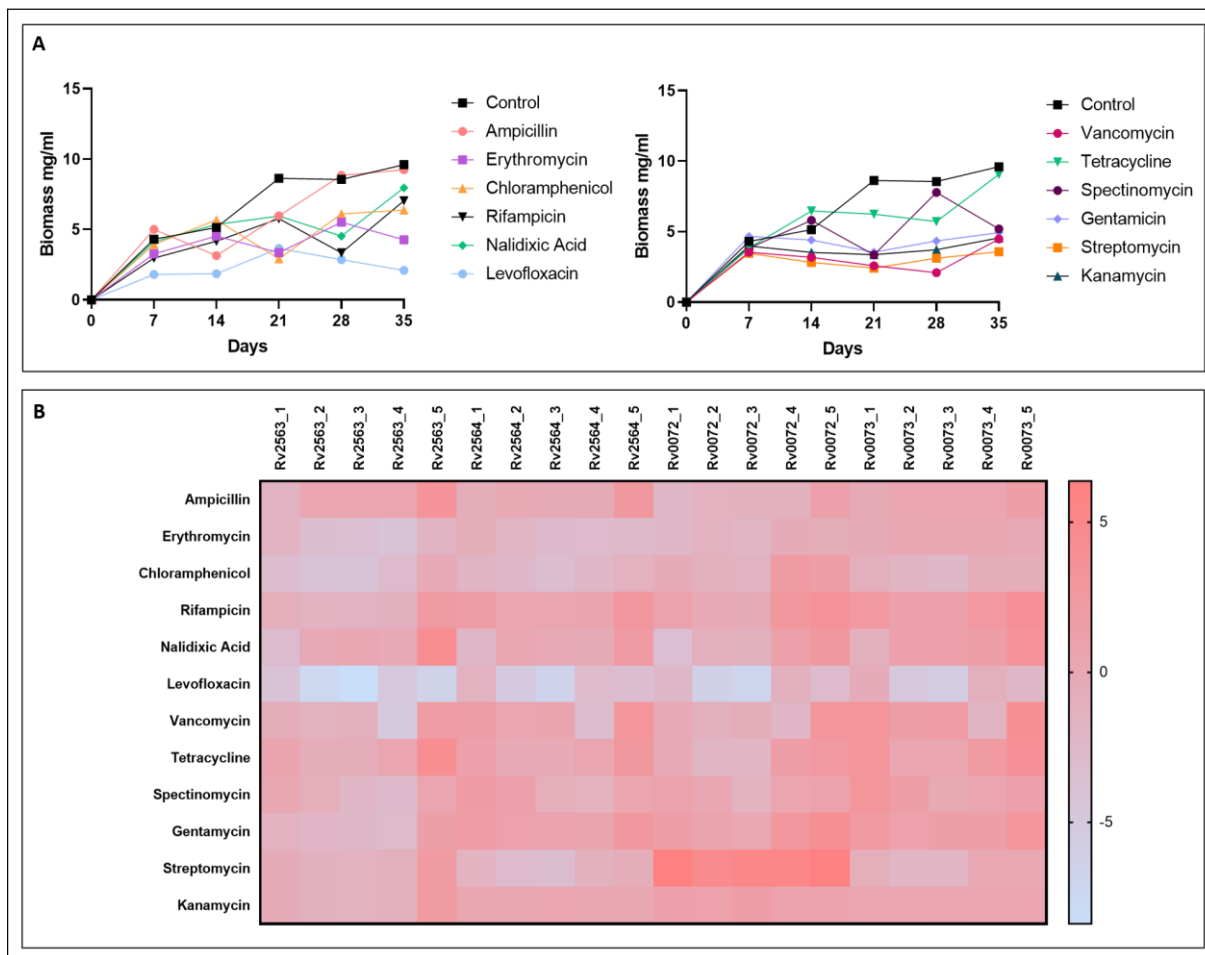 A
Biomass mg/ml
15
10
5
0
0 7 14 21 28 35
Days
Control
Ampicillin
Erythromycin
Chloramphenicol
Rifampicin
Nalidixic Acid
Levofloxacin
Biomass mg/ml
15
10
5
0
0 7 14 21 28 35
Days
Control
Vancomycin
Tetracycline
Spectinomycin
Gentamicin
Streptomycin
Kanamycin
B
Rv2563_1
Rv2563_2
Rv2563_3
Rv2563_4
Rv2563_5
Rv2564_1
Rv2564_2
Rv2564_3
Rv2564_4
Rv2564_5
Rv0072_1
Rv0072_2
Rv0072_3
Rv0072_4
Rv0072_5
Rv0073_1
Rv0073_2
Rv0073_3
Rv0073_4
Rv0073_5
Ampicillin
Erythromycin
Chloramphenicol
Rifampicin
Nalidixic Acid
Levofloxacin
Vancomycin
Tetracycline
Spectinomycin
Gentamycin
Streptomycin
Kanamycin
5
0
-5